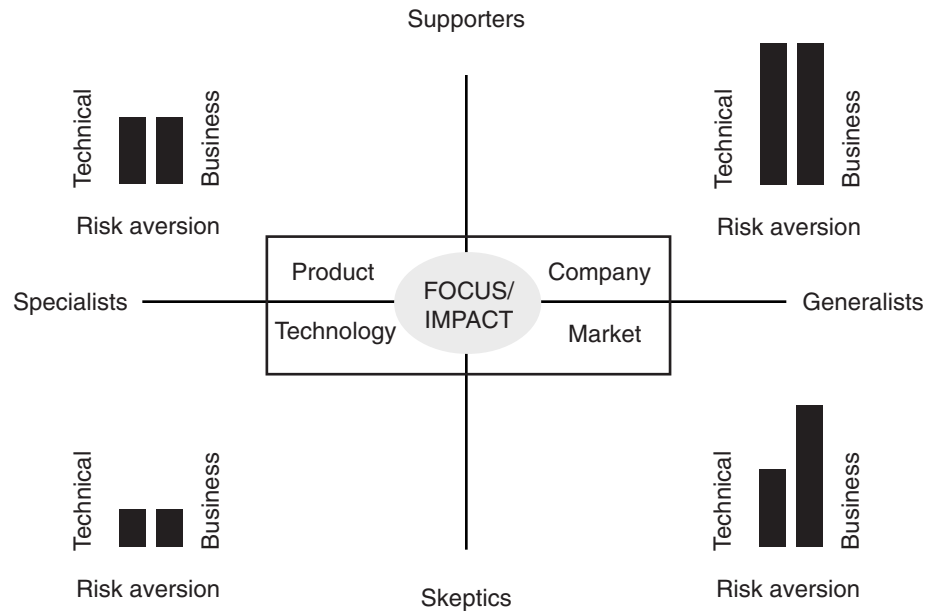 Supporters
Technical
Business
Risk aversion
Technical
Business
Risk aversion
Product
Company
Specialists
FOCUS/
IMPACT
Generalists
Technology
Market
Technical
Business
Risk aversion
Technical
Business
Risk aversion
Skeptics